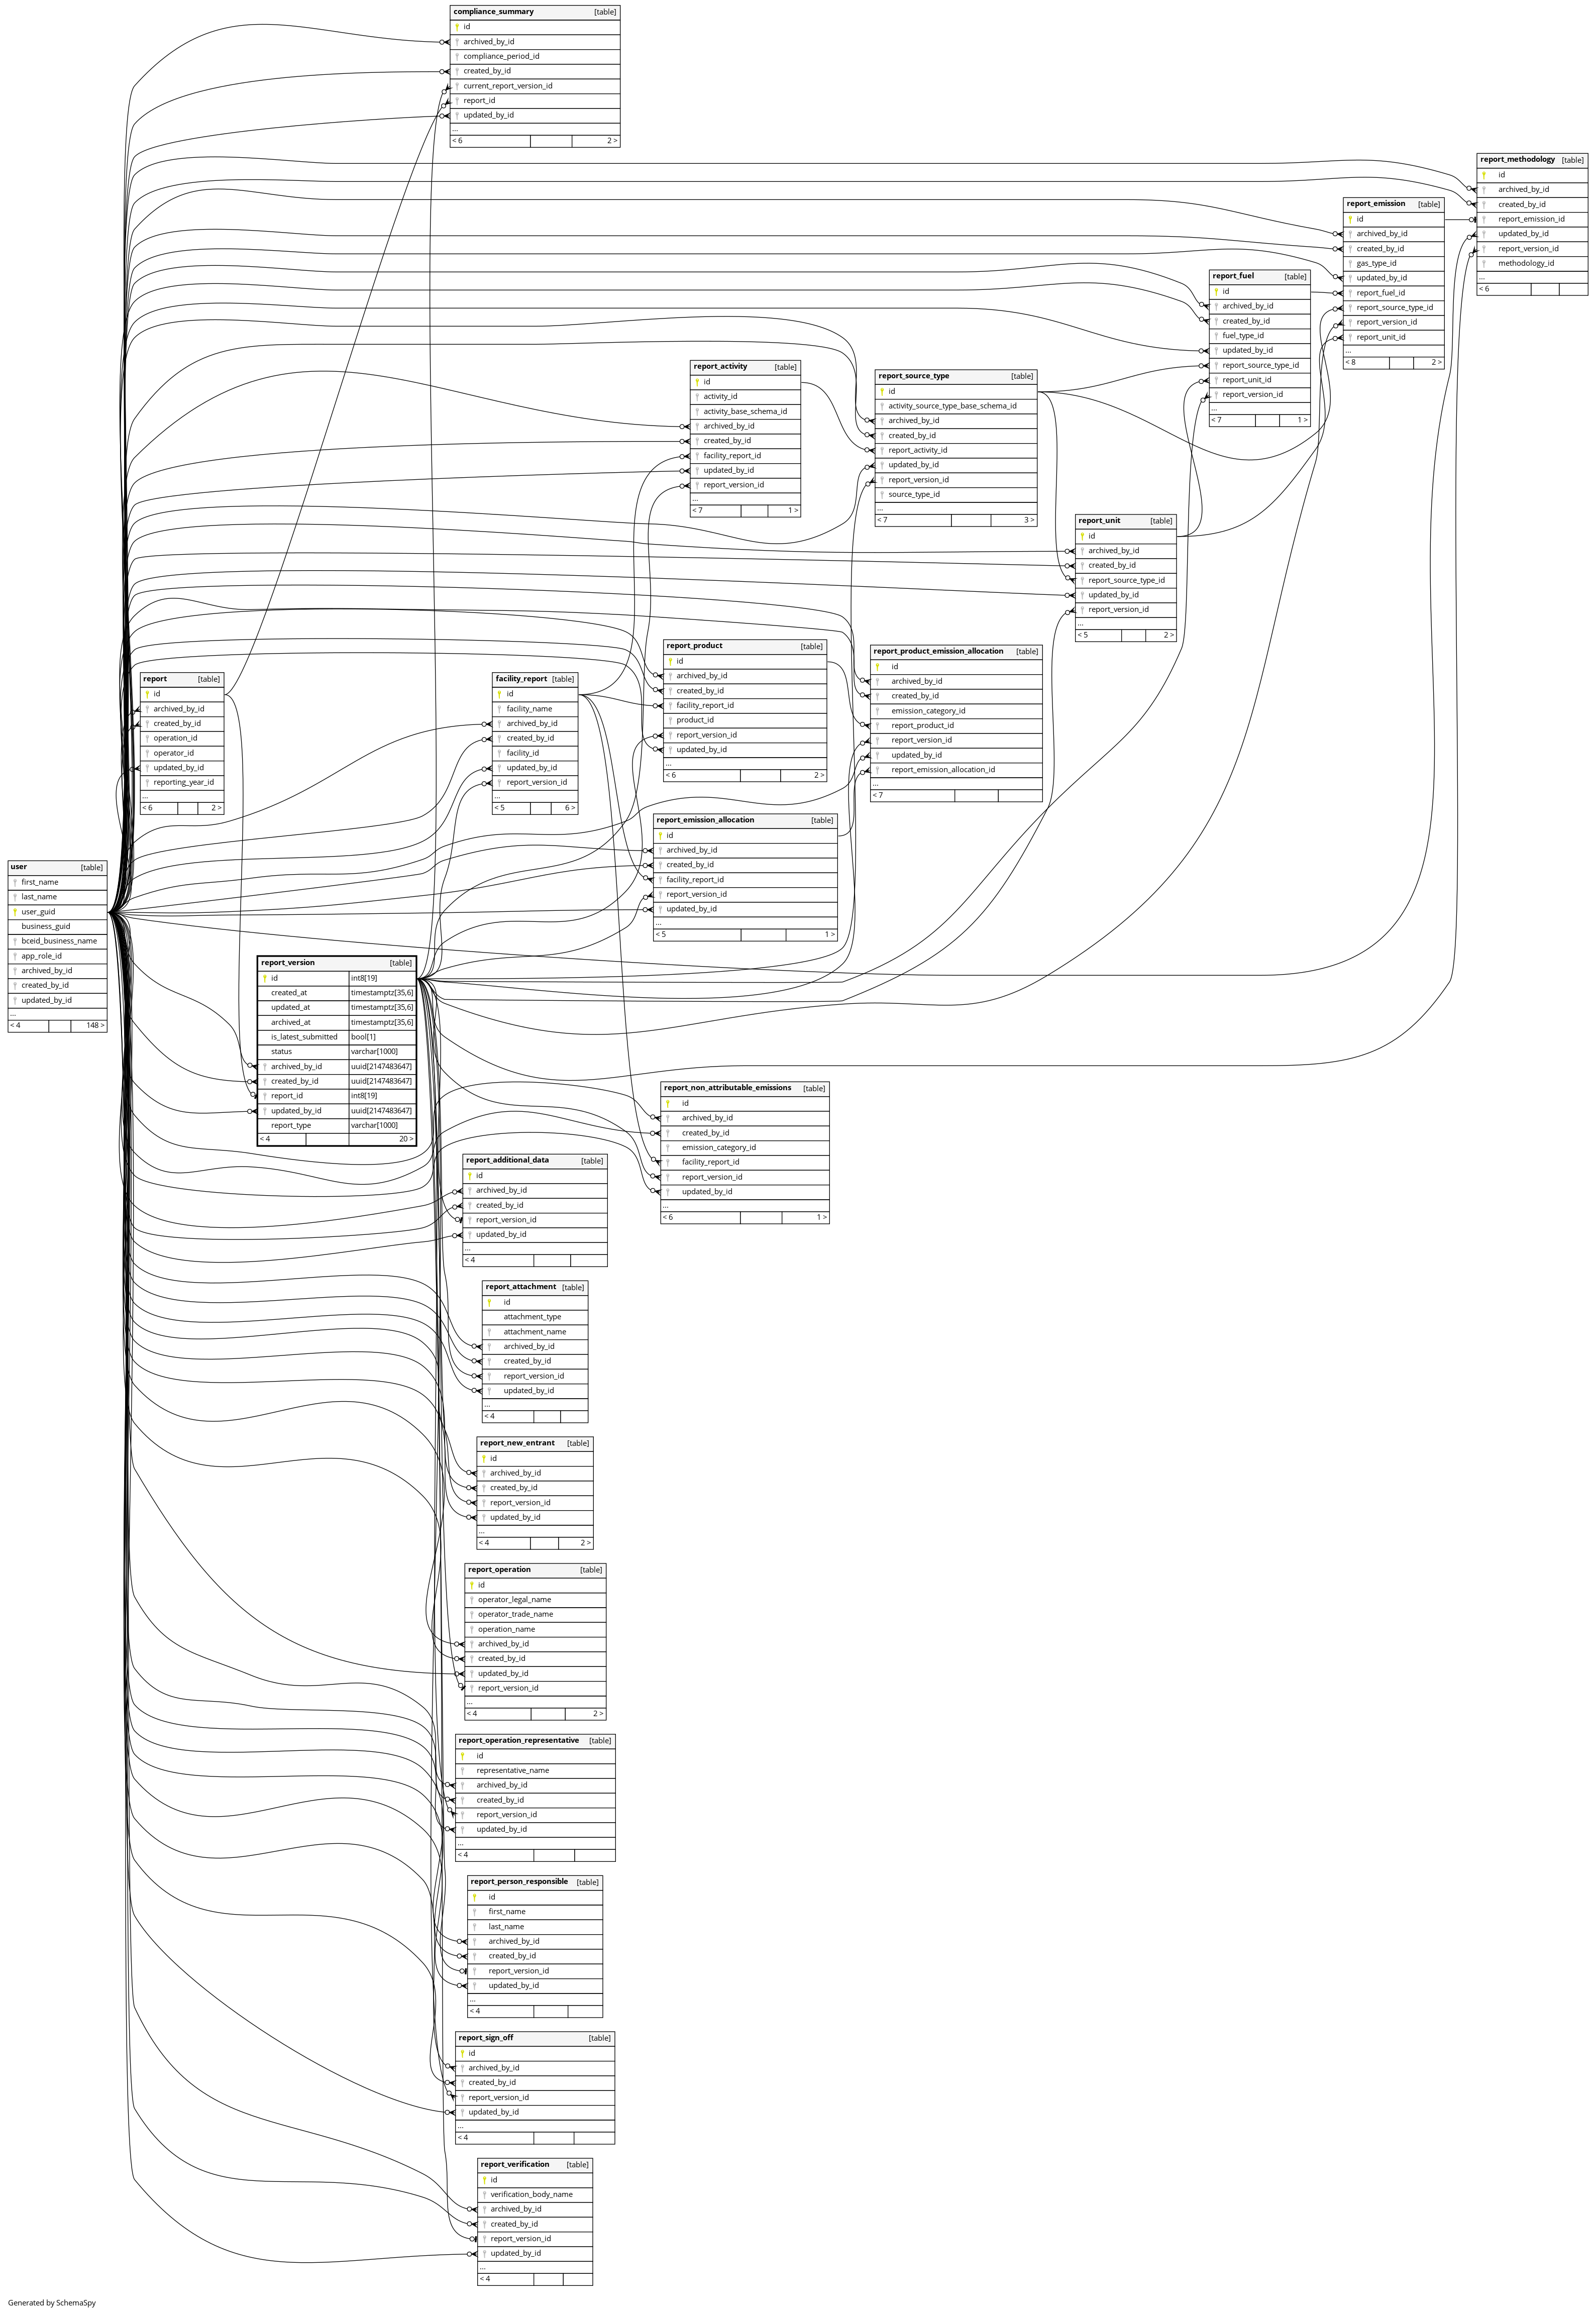 compliance_summary [table]
id
archived_by_id
compliance_period_id
created_by_id
current_report_version_id
report_id
updated_by_id
...
< 6 2 >
report_methodology [table]
id
archived_by_id
created_by_id
report_emission_id
updated_by_id
report_version_id
methodology_id
...
< 6
report_emission [table]
id
archived_by_id
created_by_id
gas_type_id
updated_by_id
report_fuel_id
report_source_type_id
report_version_id
report_unit_id
...
< 8 2 >
report_fuel [table]
id
archived_by_id
created_by_id
fuel_type_id
updated_by_id
report_source_type_id
report_unit_id
report_version_id
...
< 7 1 >
report_activity [table]
id
activity_id
activity_base_schema_id
archived_by_id
created_by_id
facility_report_id
updated_by_id
report_version_id
...
< 7 1 >
report_source_type [table]
id
activity_source_type_base_schema_id
archived_by_id
created_by_id
report_activity_id
updated_by_id
report_version_id
source_type_id
...
< 7 3 >
report_unit [table]
id
archived_by_id
created_by_id
report_source_type_id
updated_by_id
report_version_id
...
< 5 2 >
report_product [table]
id
archived_by_id
created_by_id
facility_report_id
product_id
report_version_id
updated_by_id
...
< 6 2 >
report_product_emission_allocation [table]
id
archived_by_id
created_by_id
emission_category_id
report_product_id
report_version_id
updated_by_id
report_emission_allocation_id
...
< 7
report [table]
id
archived_by_id
created_by_id
operation_id
operator_id
updated_by_id
reporting_year_id
...
< 6 2 >
facility_report [table]
id
facility_name
archived_by_id
created_by_id
facility_id
updated_by_id
report_version_id
...
< 5 6 >
report_emission_allocation [table]
id
archived_by_id
created_by_id
facility_report_id
report_version_id
updated_by_id
...
< 5 1 >
user [table]
first_name
last_name
user_guid
business_guid
bceid_business_name
app_role_id
archived_by_id
created_by_id
updated_by_id
...
< 4 148 >
report_version [table]
id int8[19]
created_at timestamptz[35,6]
updated_at timestamptz[35,6]
archived_at timestamptz[35,6]
is_latest_submitted bool[1]
status varchar[1000]
archived_by_id uuid[2147483647]
created_by_id uuid[2147483647]
report_id int8[19]
updated_by_id uuid[2147483647]
report_type varchar[1000]
< 4 20 >
report_non_attributable_emissions [table]
id
archived_by_id
created_by_id
emission_category_id
facility_report_id
report_version_id
updated_by_id
...
< 6 1 >
report_additional_data [table]
id
archived_by_id
created_by_id
report_version_id
updated_by_id
...
< 4
report_attachment [table]
id
attachment_type
attachment_name
archived_by_id
created_by_id
report_version_id
updated_by_id
...
< 4
report_new_entrant [table]
id
archived_by_id
created_by_id
report_version_id
updated_by_id
...
< 4 2 >
report_operation [table]
id
operator_legal_name
operator_trade_name
operation_name
archived_by_id
created_by_id
updated_by_id
report_version_id
...
< 4 2 >
report_operation_representative [table]
id
representative_name
archived_by_id
created_by_id
report_version_id
updated_by_id
...
< 4
report_person_responsible [table]
id
first_name
last_name
archived_by_id
created_by_id
report_version_id
updated_by_id
...
< 4
report_sign_off [table]
id
archived_by_id
created_by_id
report_version_id
updated_by_id
...
< 4
report_verification [table]
id
verification_body_name
archived_by_id
created_by_id
report_version_id
updated_by_id
...
< 4
Generated by SchemaSpy